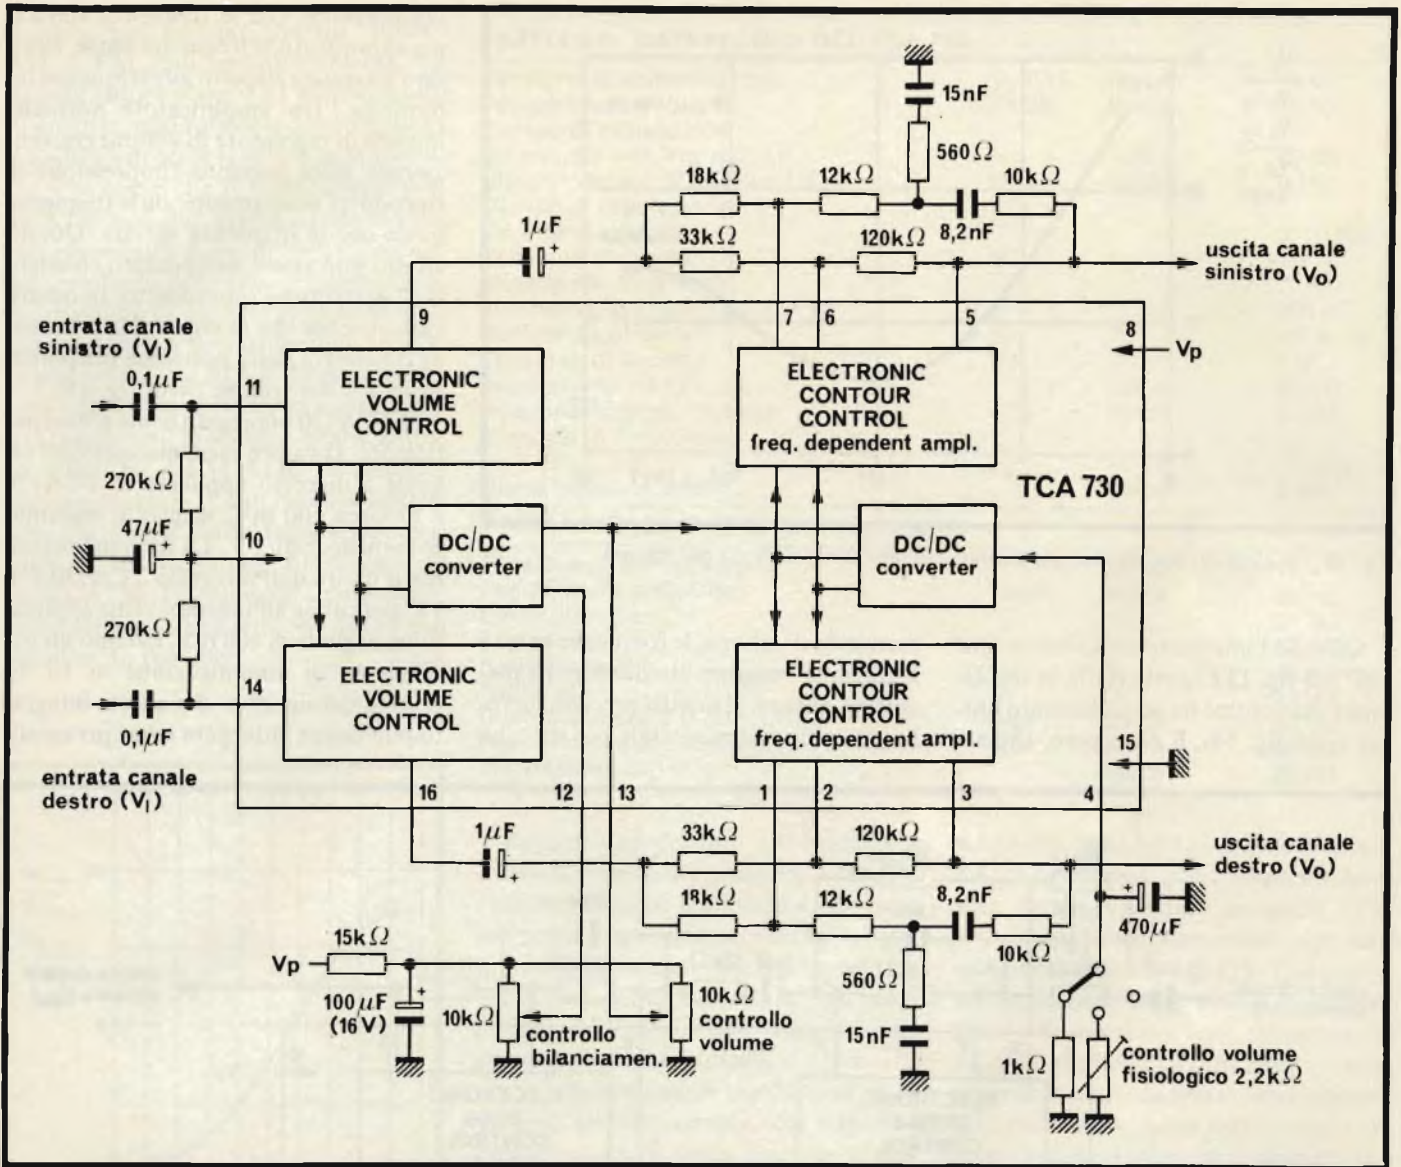 15nF
560Ω
18kΩ
12kΩ
10kΩ
8,2nF
1µF
+
33kΩ
120kΩ
uscita canale
sinistro (Vo)
9
7
6
5
8
Vp
entrata canale
sinistro (VI)
0,1µF
11
ELECTRONIC
VOLUME
CONTROL
ELECTRONIC
CONTOUR
CONTROL
freq. dependent ampl.
270kΩ
TCA 730
47µF
+
10
DC/DC
converter
DC/DC
converter
270kΩ
14
0,1µF
ELECTRONIC
VOLUME
CONTROL
ELECTRONIC
CONTOUR
CONTROL
freq. dependent ampl.
15
entrata canale
destro (VI)
16
12
13
1
2
3
4
1µF
+
33kΩ
120kΩ
uscita canale
destro (Vo)
18kΩ
12kΩ
8,2nF
10kΩ
+
470µF
Vp
15kΩ
100µF
(16V)
+
10kΩ
controllo
bilanciamen.
10kΩ
controllo
volume
560Ω
15nF
1kΩ
controllo volume
fisiologico 2,2kΩ